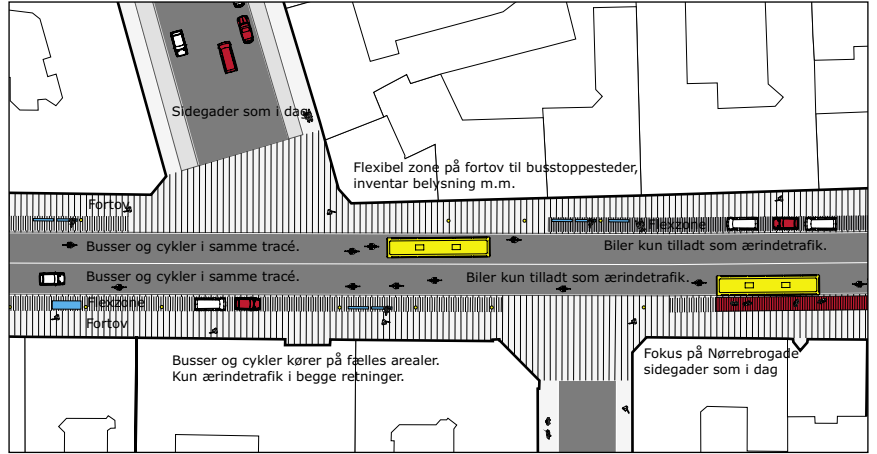 Sidegader som i dag
Flexibel zone på fortov til busstoppesteder,
inventar belysning m.m.
Fortov
Flexzone
Busser og cykler i samme tracé.
Biler kun tilladt som ærindetrafik.
Busser og cykler i samme tracé.
Biler kun tilladt som ærindetrafik.
Flexzone
Fortov
Busser og cykler kører på fælles arealer.
Kun ærindetrafik i begge retninger.
Fokus på Nørrebrogade
sidegader som i dag